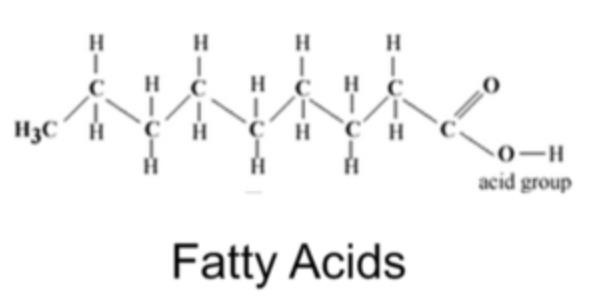 H H H H
C H C H C H C O
H₃C H C H C H C H C
H H H O—H
acid group
Fatty Acids